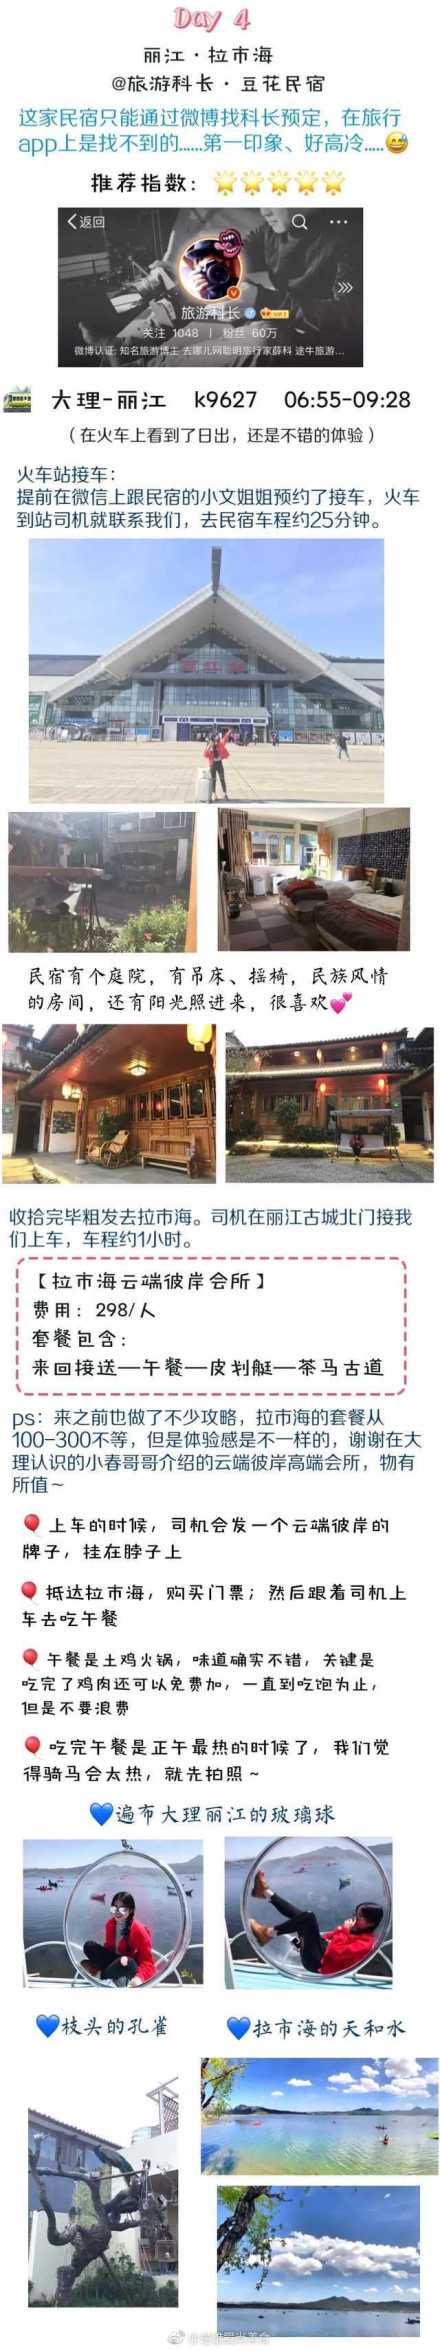 Day 4
丽江·拉市海
@旅游科长·豆花民宿
这家民宿只能通过微博找科长预定，在旅行
app上是找不到的......第一印象、好高冷.....😅
推荐指数：🌟🌟🌟🌟🌟
返回
旅游科长
关注 1048 | 粉丝 60万
微博认证: 知名旅游博主 去哪儿网聪明旅行家薛科 途牛旅游...
大理-丽江 k9627 06:55-09:28
（在火车上看到了日出，还是不错的体验）
火车站接车：
提前在微信上跟民宿的小文姐姐预约了接车，火车
到站司机就联系我们，去民宿车程约25分钟。
丽江站
民宿有个庭院，有吊床、摇椅，民族风情
的房间，还有阳光照进来，很喜欢💕
收拾完毕粗发去拉市海。司机在丽江古城北门接我
们上车，车程约1小时。
【拉市海云端彼岸会所】
费用：298/人
套餐包含：
来回接送—午餐—皮划艇—茶马古道
ps：来之前也做了不少攻略，拉市海的套餐从
100-300不等，但是体验感是不一样的，谢谢在大
理认识的小春哥哥介绍的云端彼岸高端会所，物有
所值～
🎈上车的时候，司机会发一个云端彼岸的
牌子，挂在脖子上
🎈抵达拉市海，购买门票；然后跟着司机上
车去吃午餐
🎈午餐是土鸡火锅，味道确实不错，关键是
吃完了鸡肉还可以免费加，一直到吃饱为止，
但是不要浪费
🎈吃完午餐是正午最热的时候了，我们觉
得骑马会太热，就先拍照～
💙遍布大理丽江的玻璃球
💙枝头的孔雀
💙拉市海的天和水